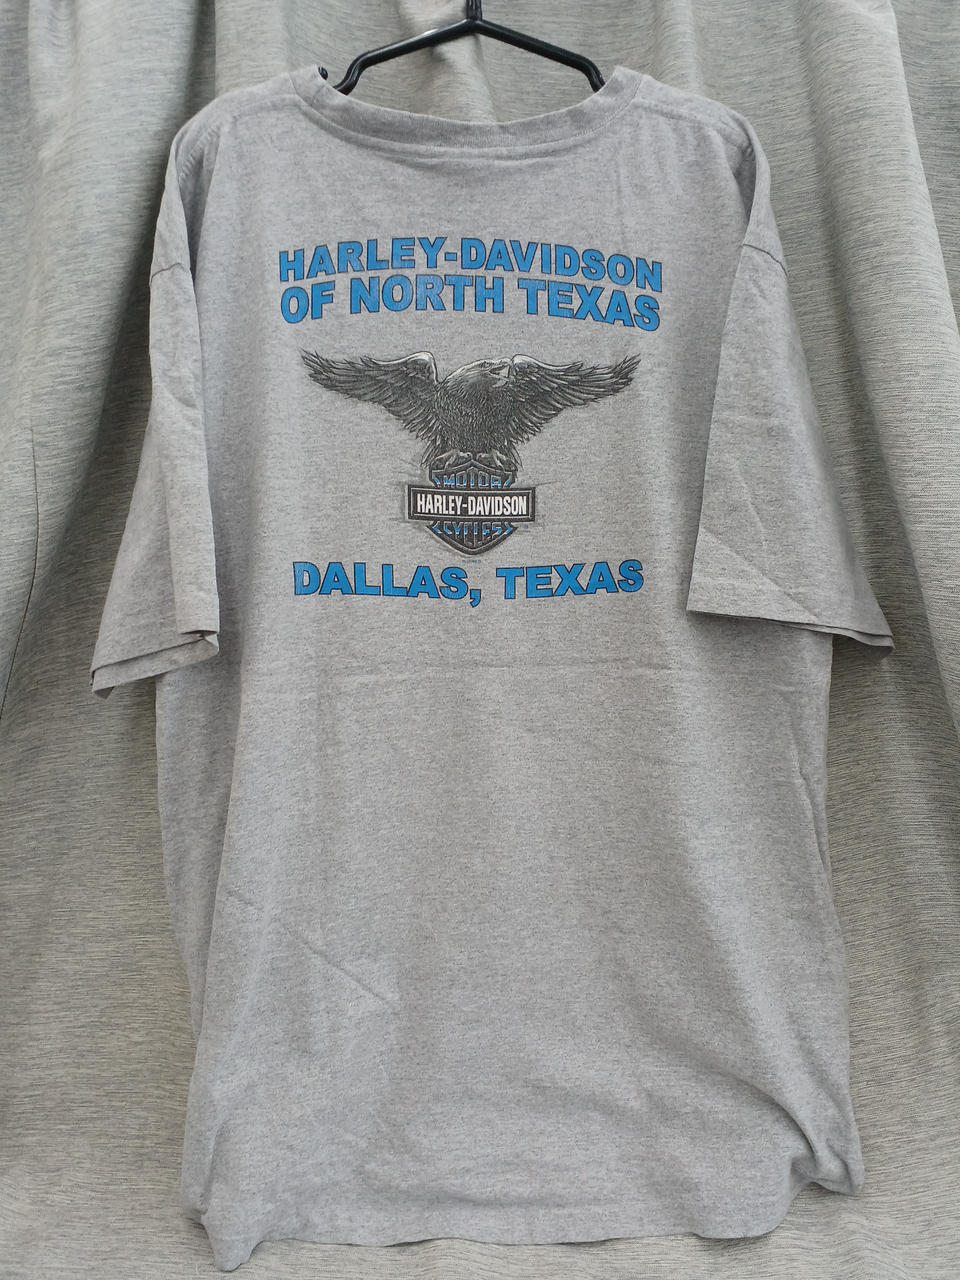 HARLEY-DAVIDSON
OF NORTH TEXAS
MOTOR
HARLEY-DAVIDSON
CYCLES
DALLAS, TEXAS